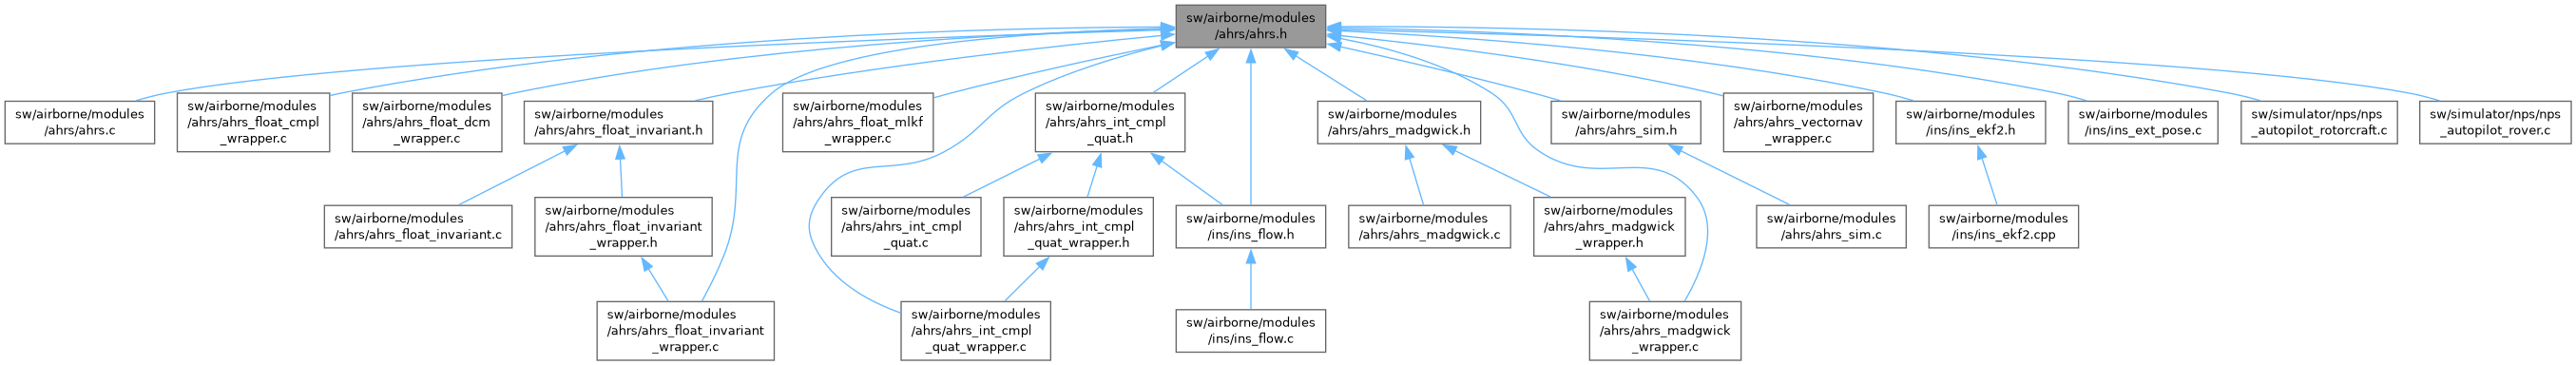 sw/airborne/modules
/ahrs/ahrs.h
sw/airborne/modules
/ahrs/ahrs.c
sw/airborne/modules
/ahrs/ahrs_float_cmpl
_wrapper.c
sw/airborne/modules
/ahrs/ahrs_float_dcm
_wrapper.c
sw/airborne/modules
/ahrs/ahrs_float_invariant.h
sw/airborne/modules
/ahrs/ahrs_float_mlkf
_wrapper.c
sw/airborne/modules
/ahrs/ahrs_int_cmpl
_quat.h
sw/airborne/modules
/ahrs/ahrs_madgwick.h
sw/airborne/modules
/ahrs/ahrs_sim.h
sw/airborne/modules
/ahrs/ahrs_vectornav
_wrapper.c
sw/airborne/modules
/ins/ins_ekf2.h
sw/airborne/modules
/ins/ins_ext_pose.c
sw/simulator/nps/nps
_autopilot_rotorcraft.c
sw/simulator/nps/nps
_autopilot_rover.c
sw/airborne/modules
/ahrs/ahrs_float_invariant.c
sw/airborne/modules
/ahrs/ahrs_float_invariant
_wrapper.h
sw/airborne/modules
/ahrs/ahrs_int_cmpl
_quat.c
sw/airborne/modules
/ahrs/ahrs_int_cmpl
_quat_wrapper.h
sw/airborne/modules
/ins/ins_flow.h
sw/airborne/modules
/ahrs/ahrs_madgwick.c
sw/airborne/modules
/ahrs/ahrs_madgwick
_wrapper.h
sw/airborne/modules
/ahrs/ahrs_sim.c
sw/airborne/modules
/ins/ins_ekf2.cpp
sw/airborne/modules
/ahrs/ahrs_float_invariant
_wrapper.c
sw/airborne/modules
/ahrs/ahrs_int_cmpl
_quat_wrapper.c
sw/airborne/modules
/ins/ins_flow.c
sw/airborne/modules
/ahrs/ahrs_madgwick
_wrapper.c